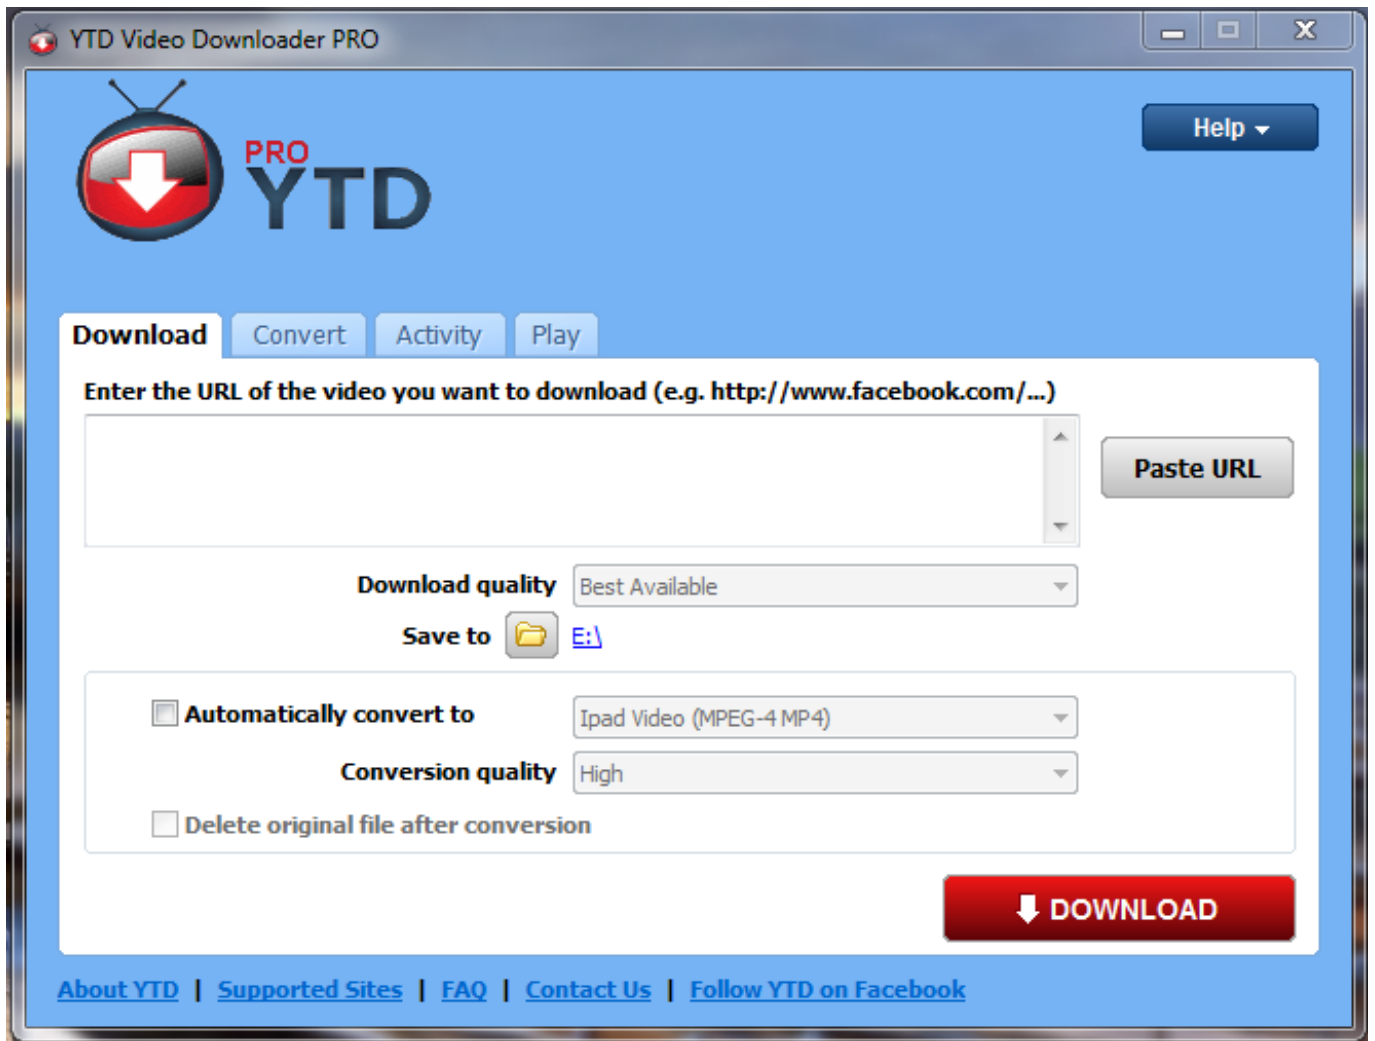 YTD Video Downloader PRO
PRO
YTD
Help
Download Convert Activity Play
Enter the URL of the video you want to download (e.g. http://www.facebook.com/...)
Paste URL
Download quality Best Available
Save to E:\
Automatically convert to Ipad Video (MPEG-4 MP4)
Conversion quality High
Delete original file after conversion
DOWNLOAD
About YTD | Supported Sites | FAQ | Contact Us | Follow YTD on Facebook